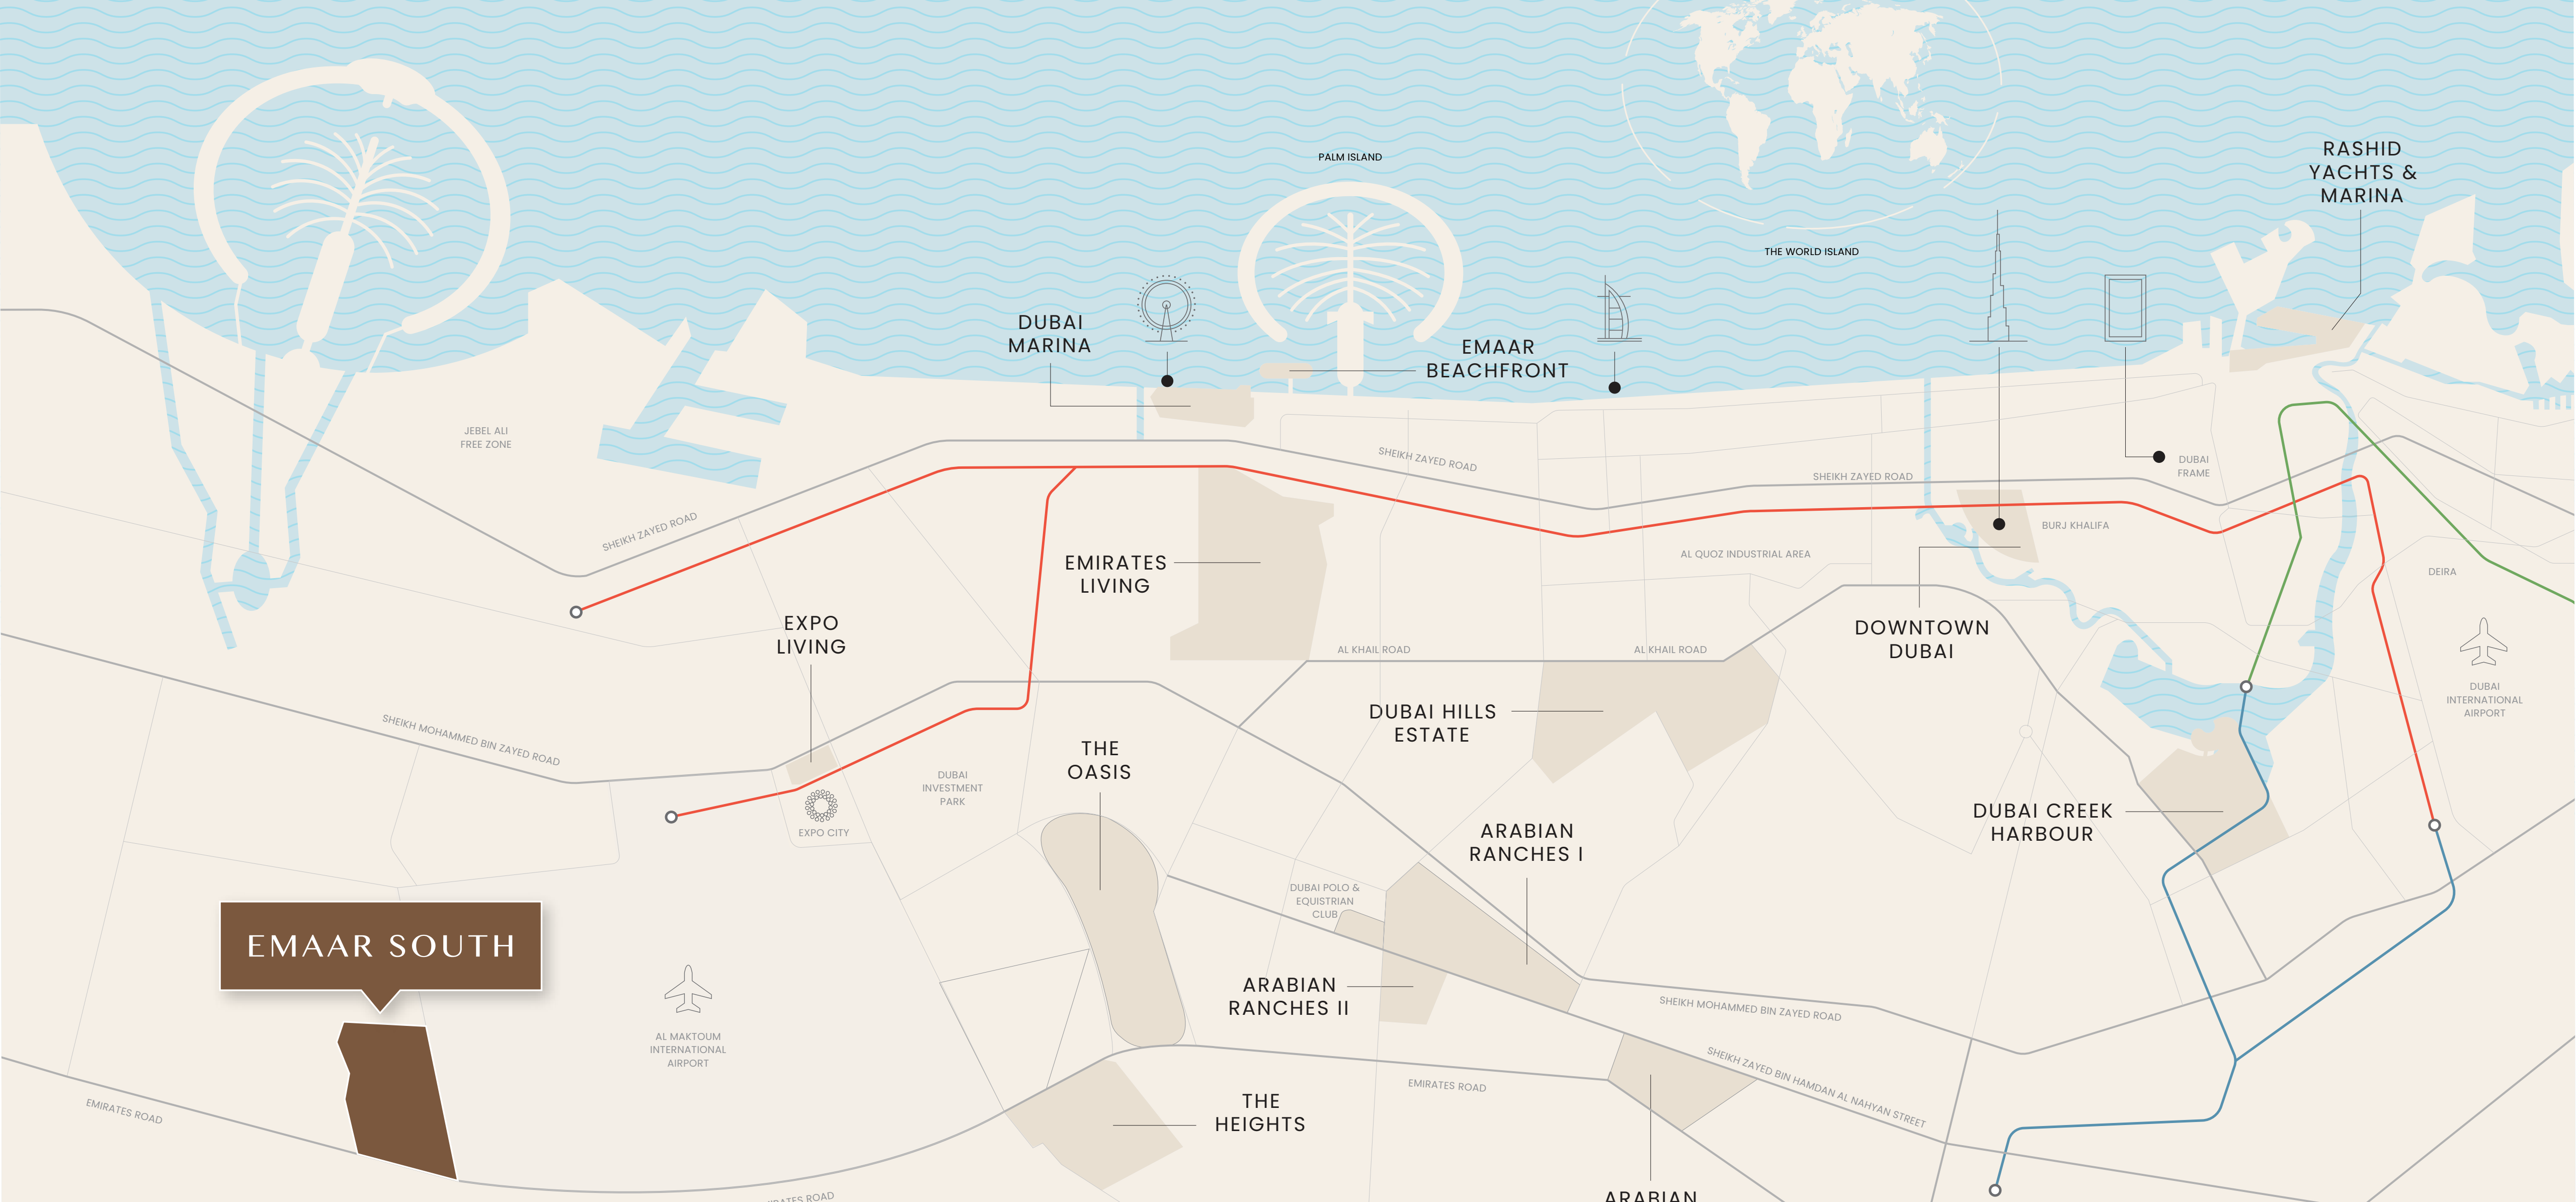 PALM ISLAND
THE WORLD ISLAND
RASHID
YACHTS &
MARINA
DUBAI
MARINA
EMAAR
BEACHFRONT
JEBEL ALI
FREE ZONE
SHEIKH ZAYED ROAD
SHEIKH ZAYED ROAD
SHEIKH ZAYED ROAD
DUBAI
FRAME
BURJ KHALIFA
AL QUOZ INDUSTRIAL AREA
DEIRA
EMIRATES
LIVING
EXPO
LIVING
AL KHAIL ROAD
AL KHAIL ROAD
DOWNTOWN
DUBAI
DUBAI
INTERNATIONAL
AIRPORT
DUBAI HILLS
ESTATE
SHEIKH MOHAMMED BIN ZAYED ROAD
THE
OASIS
DUBAI
INVESTMENT
PARK
EXPO CITY
DUBAI CREEK
HARBOUR
ARABIAN
RANCHES I
DUBAI POLO &
EQUESTRIAN
CLUB
EMAAR SOUTH
ARABIAN
RANCHES II
SHEIKH MOHAMMED BIN ZAYED ROAD
AL MAKTOUM
INTERNATIONAL
AIRPORT
SHEIKH ZAYED BIN HAMDAN AL NAHYAN STREET
EMIRATES ROAD
EMIRATES ROAD
THE
HEIGHTS
ROAD
ARABIAN